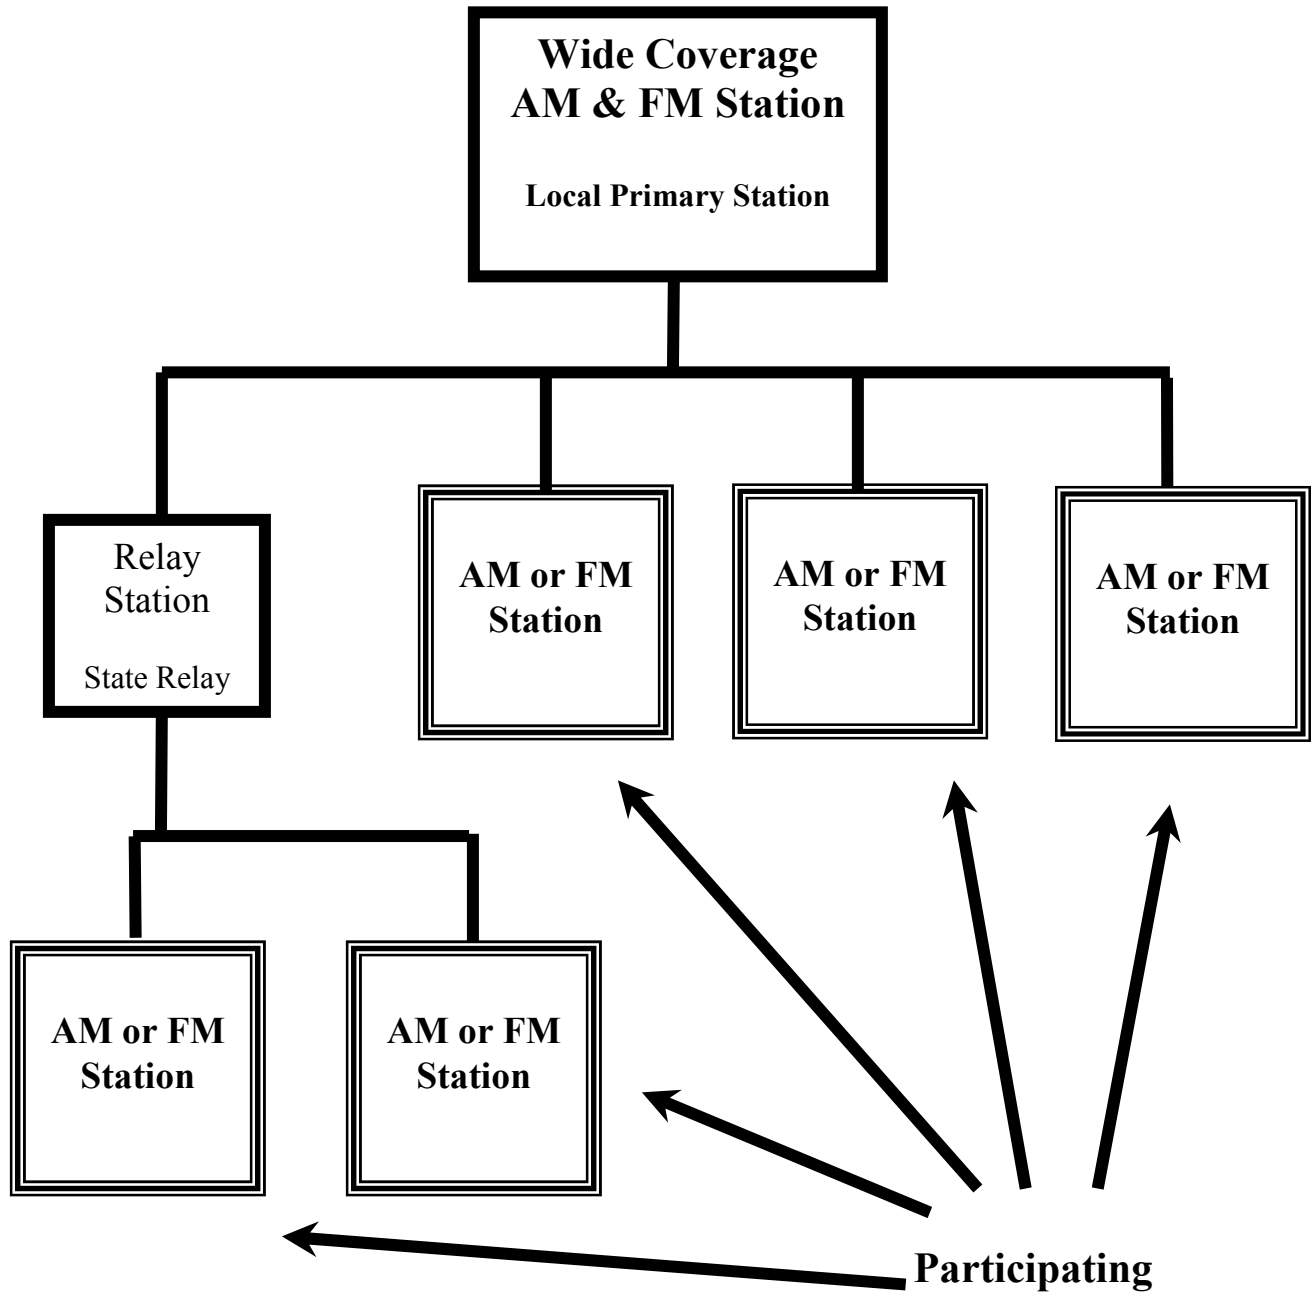 Wide Coverage
AM & FM Station
Local Primary Station
Relay
Station
State Relay
AM or FM
Station
AM or FM
Station
AM or FM
Station
AM or FM
Station
AM or FM
Station
Participating